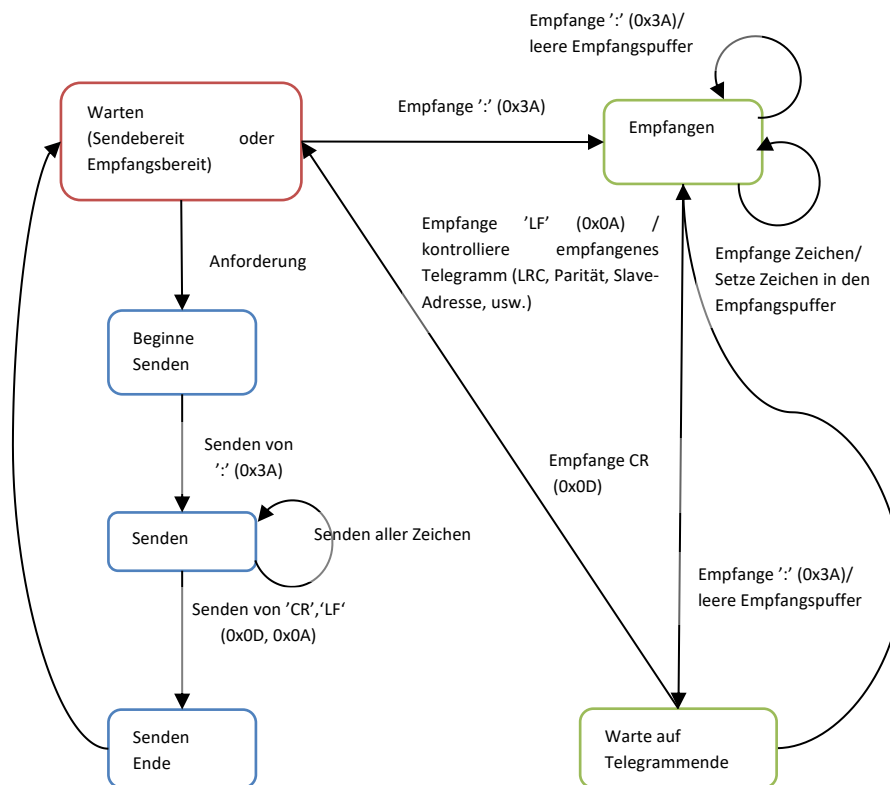 Empfange ’:’ (0x3A)/
leere Empfangspuffer
Warten
(Sendebereit oder
Empfangsbereit)
Empfange ’:’ (0x3A)
Empfangen
Empfange ’LF’ (0x0A) /
kontrolliere empfangenes
Telegramm (LRC, Parität, Slave-
Adresse, usw.)
Empfange Zeichen/
Setze Zeichen in den
Empfangspuffer
Anforderung
Beginne
Senden
Senden von
’:’ (0x3A)
Empfange CR
(0x0D)
Senden
Senden aller Zeichen
Empfange ’:’ (0x3A)/
leere Empfangspuffer
Senden von ’CR’,‘LF‘
(0x0D, 0x0A)
Senden
Ende
Warte auf
Telegrammende